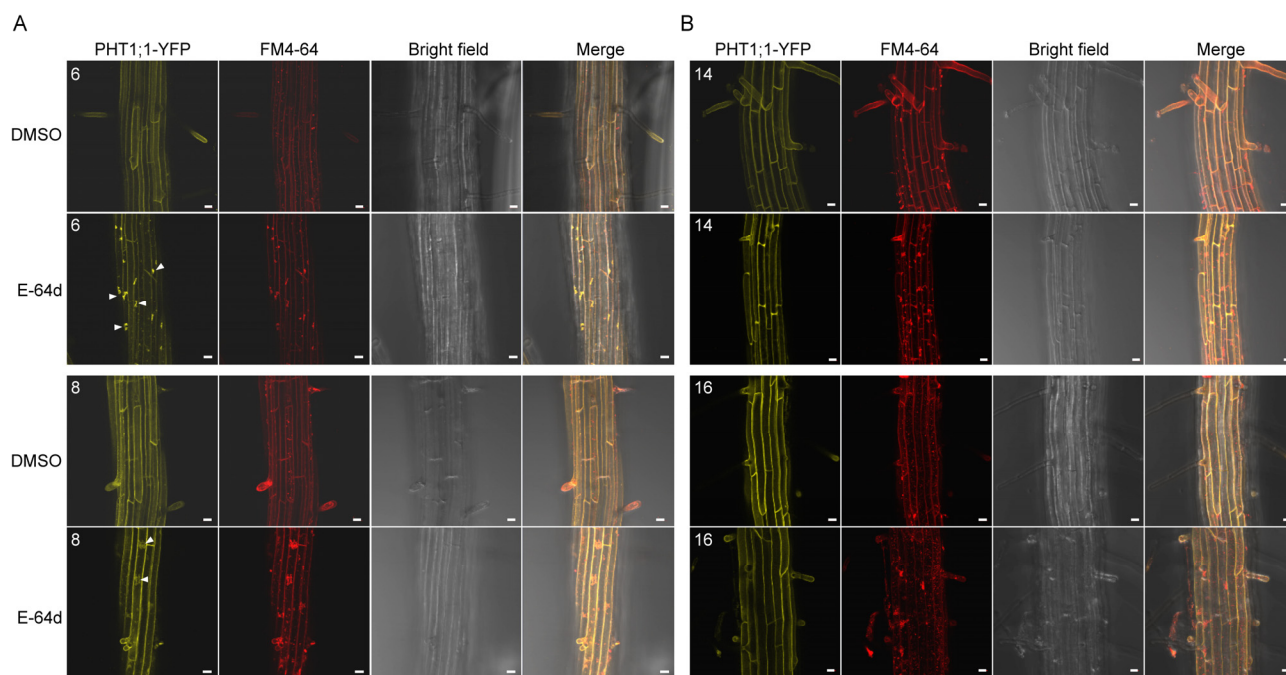 A
B
PHT1;1-YFP FM4-64 Bright field Merge
PHT1;1-YFP FM4-64 Bright field Merge
6
14
DMSO
6
14
E-64d
8
16
DMSO
8
16
E-64d